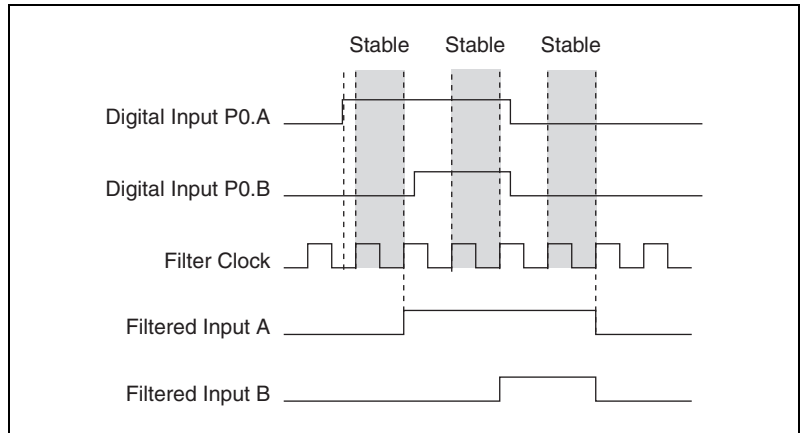 Stable Stable Stable
Digital Input P0.A
Digital Input P0.B
Filter Clock
Filtered Input A
Filtered Input B